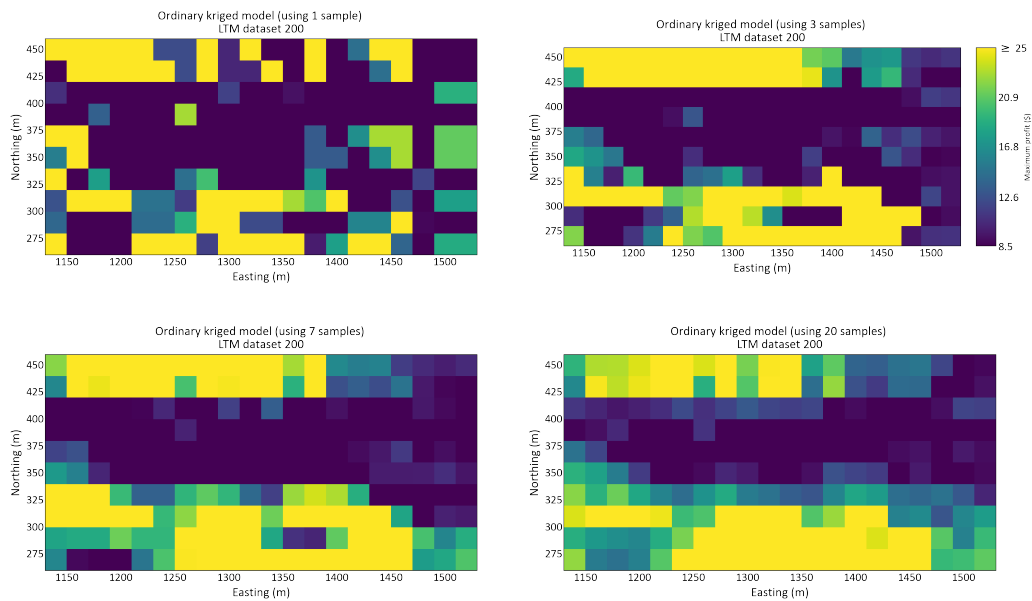 Ordinary kriged model (using 1 sample)
LTM dataset 200
450
425
400
375
350
325
300
275
Northing (m)
1150 1200 1250 1300 1350 1400 1450 1500
Easting (m)
Ordinary kriged model (using 3 samples)
LTM dataset 200
450
425
400
375
350
325
300
275
Northing (m)
1150 1200 1250 1300 1350 1400 1450 1500
Easting (m)
≥ 25
20.9
16.8
12.6
8.5
Maximum profit ($)
Ordinary kriged model (using 7 samples)
LTM dataset 200
450
425
400
375
350
325
300
275
Northing (m)
1150 1200 1250 1300 1350 1400 1450 1500
Easting (m)
Ordinary kriged model (using 20 samples)
LTM dataset 200
450
425
400
375
350
325
300
275
Northing (m)
1150 1200 1250 1300 1350 1400 1450 1500
Easting (m)